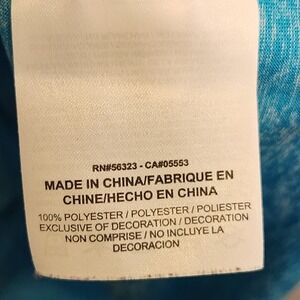 RN#56323 - CA#05553
MADE IN CHINA/FABRIQUE EN
CHINE/HECHO EN CHINA
100% POLYESTER / POLYESTER / POLIESTER
EXCLUSIVE OF DECORATION / DECORATION
NON COMPRISE / NO INCLUYE LA
DECORACION